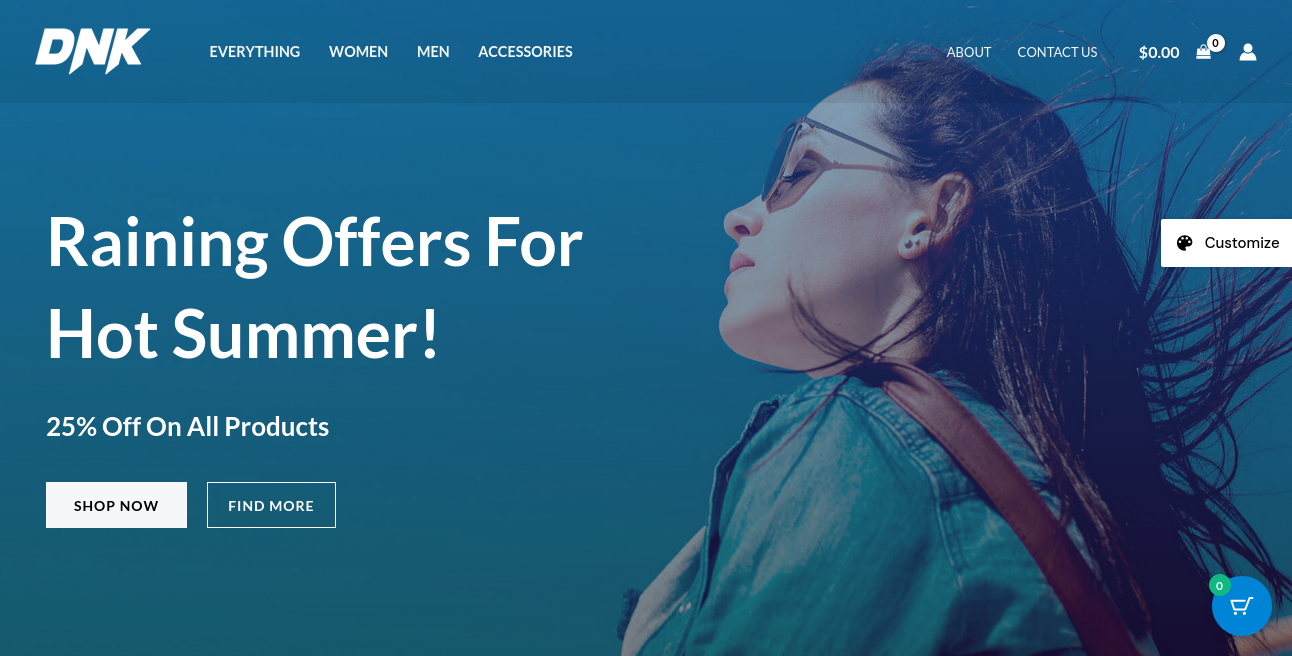 DNK
EVERYTHING
WOMEN
MEN
ACCESSORIES
ABOUT
CONTACT US
$0.00
0
Raining Offers For
Hot Summer!
25% Off On All Products
SHOP NOW
FIND MORE
Customize
0